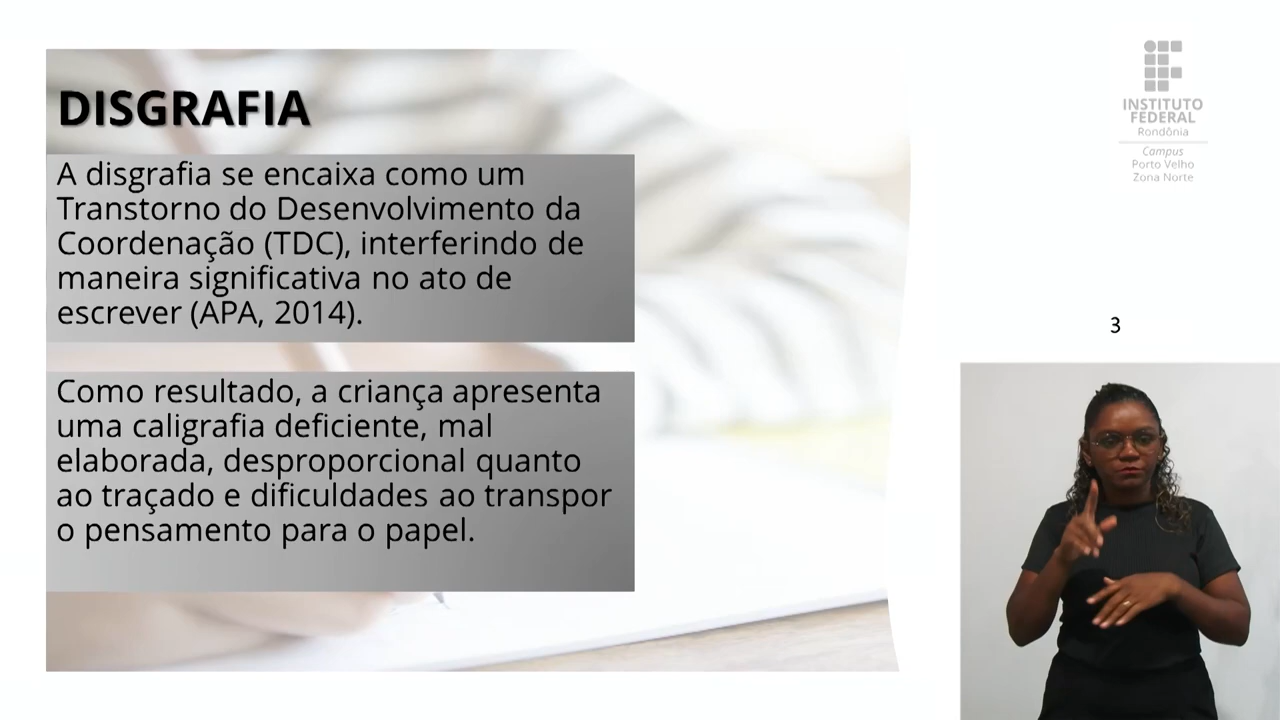 DISGRAFIA
A disgrafia se encaixa como um
Transtorno do Desenvolvimento da
Coordenação (TDC), interferindo de
maneira significativa no ato de
escrever (APA, 2014).
Como resultado, a criança apresenta
uma caligrafia deficiente, mal
elaborada, desproporcional quanto
ao traçado e dificuldades ao transpor
o pensamento para o papel.
INSTITUTO
FEDERAL
Rondônia
Campus
Porto Velho
Zona Norte
3